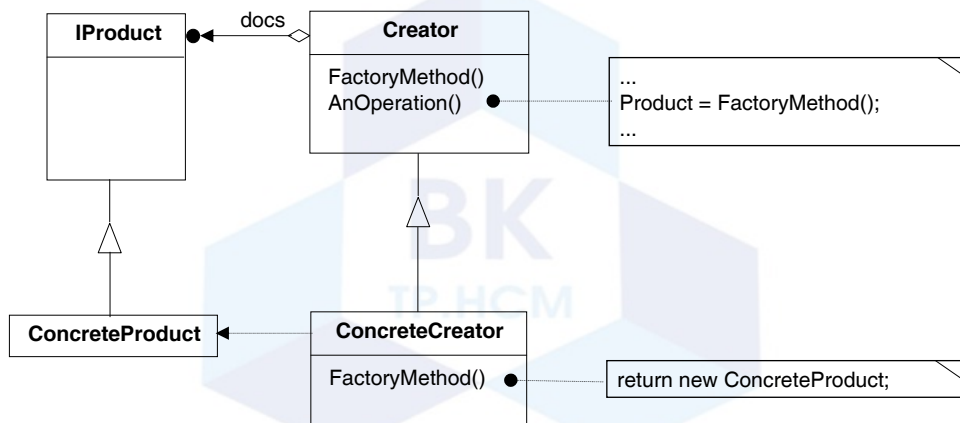 IProduct
docs
Creator
FactoryMethod()
AnOperation()
...
Product = FactoryMethod();
...
BK
TP.HCM
ConcreteProduct
ConcreteCreator
FactoryMethod()
return new ConcreteProduct;